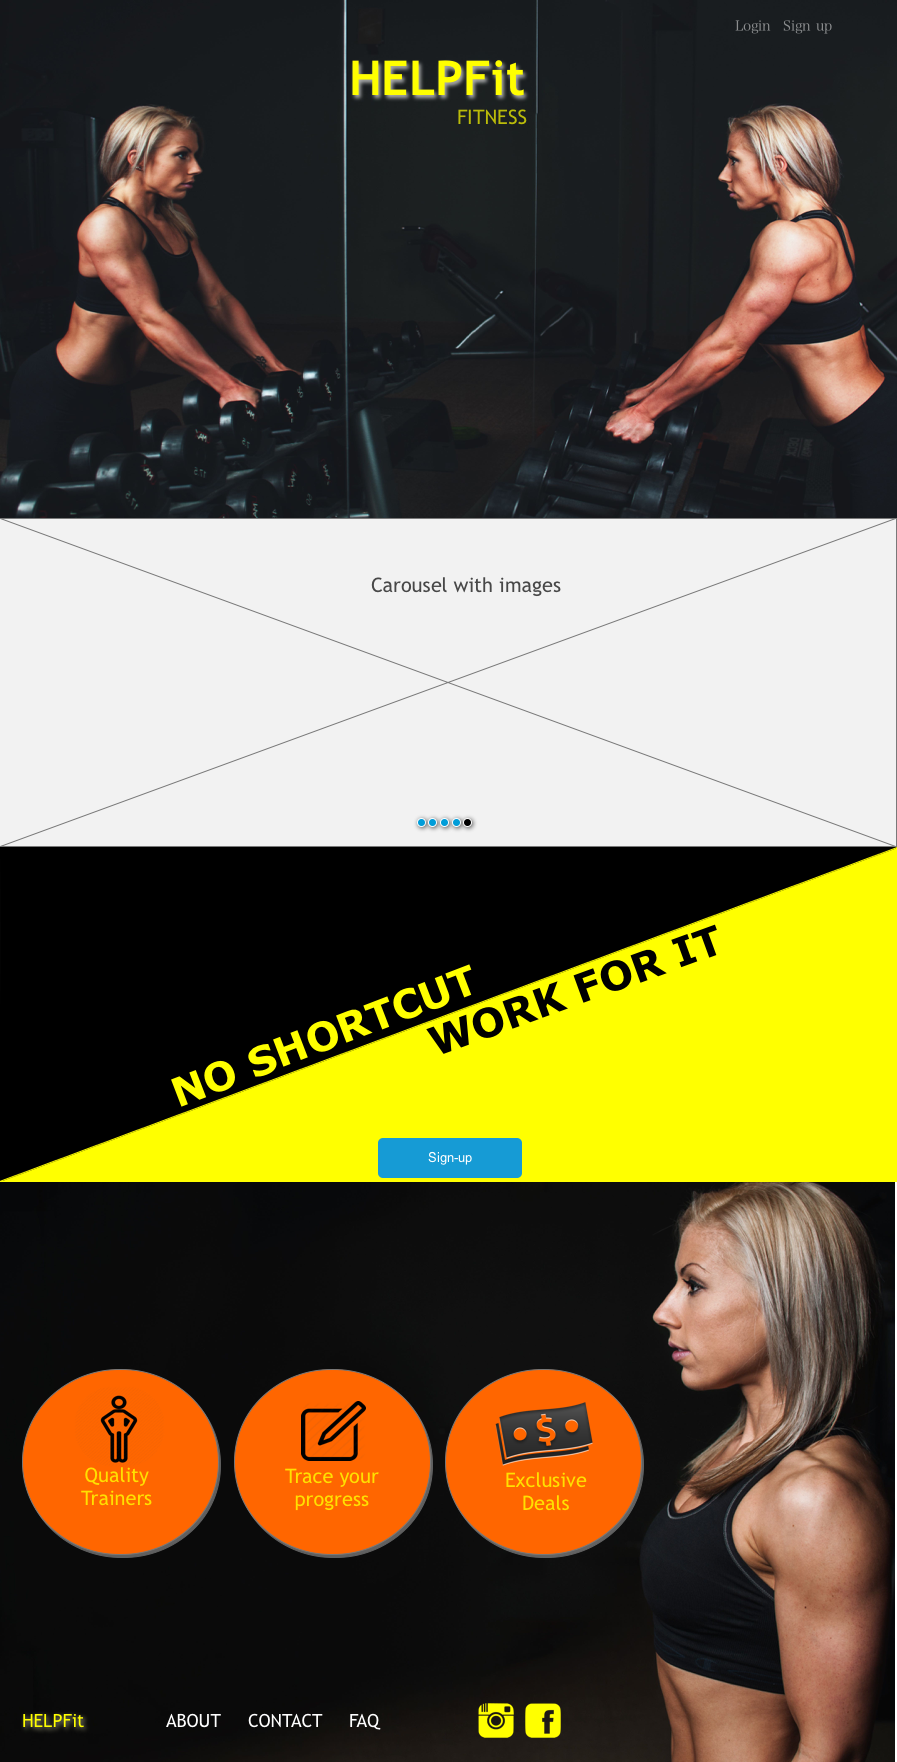 Login Sign up
HELPFit
FITNESS
Carousel with images
NO SHORTCUT
WORK FOR IT
Sign-up
Quality
Trainers
Trace your
progress
Exclusive
Deals
HELPFit ABOUT CONTACT FAQ